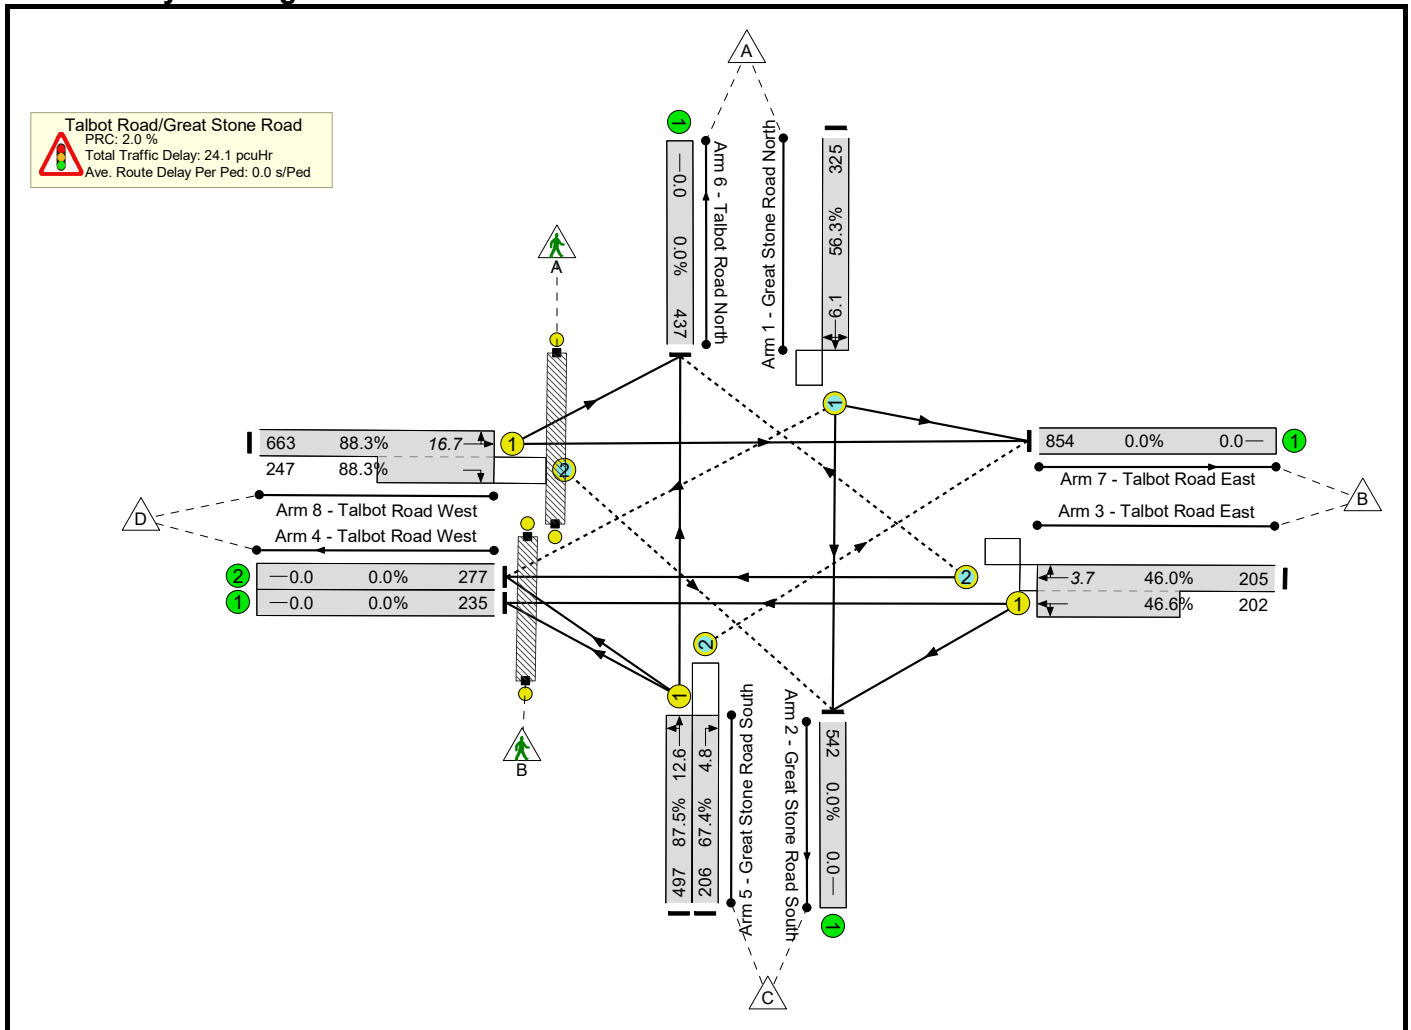 Talbot Road/Great Stone Road
PRC: 2.0 %
Total Traffic Delay: 24.1 pcuHr
Ave. Route Delay Per Ped: 0.0 s/Ped
A
1
0.0 0.0% 437
Arm 6 - Talbot Road North
Arm 1 - Great Stone Road North
325 56.3% 6.1
1
A
663 88.3% 16.7
1
247 88.3%
2
Arm 8 - Talbot Road West
D
Arm 4 - Talbot Road West
2 0.0 0.0% 277
1 0.0 0.0% 235
854 0.0% 0.0 1
Arm 7 - Talbot Road East
B
Arm 3 - Talbot Road East
2
3.7 46.0% 205
1
46.6% 202
2
1
B
497 87.5% 12.6
206 67.4% 4.8
Arm 5 - Great Stone Road South
Arm 2 - Great Stone Road South
542 0.0% 0.0
1
C